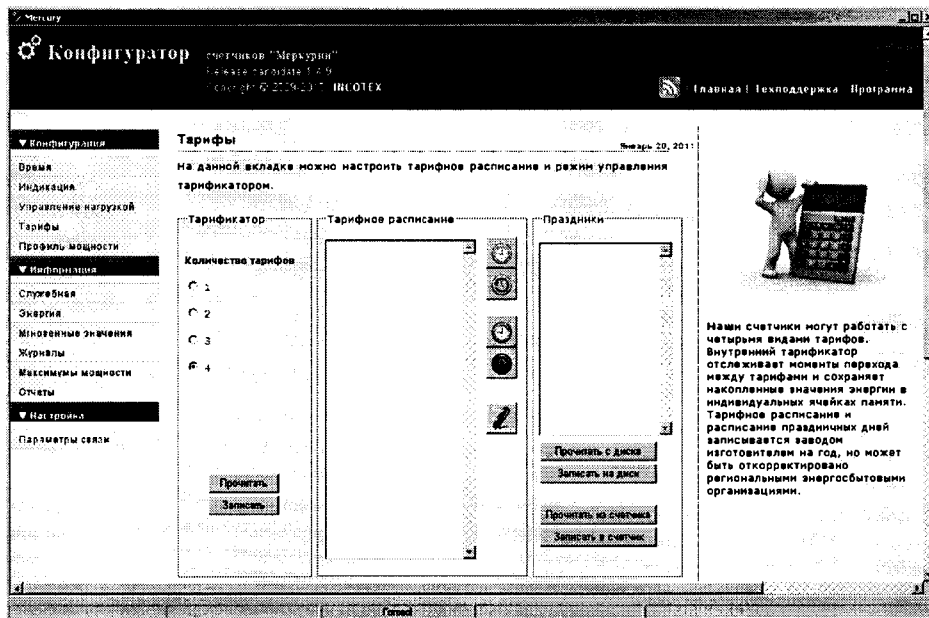 Mercury
Конфигуратор
счетчиков "Меркурий"
INCOTEX
Главная | Техподдержка Программа
▼ Конфигурация
Время
Индикация
Управление нагрузкой
Тарифы
Профиль мощности
▼ Информация
Служебная
Энергия
Мгновенные значения
Журналы
Максимумы мощности
Отчеты
▼ Настройка
Параметры связи
Тарифы
Январь 20, 2011
На данной вкладке можно настроить тарифное расписание и режим управления
тарификатором.
Тарификатор
Количество тарифов
1
2
3
4
Прочитать
Записать
Тарифное расписание
Праздники
Прочитать с диска
Записать на диск
Прочитать из счетчика
Записать в счетчик
Наши счетчики могут работать с
четырьмя видами тарифов.
Внутренний тарификатор
отслеживает моменты перехода
между тарифами и сохраняет
накопленные значения энергии в
индивидуальных ячейках памяти.
Тарифное расписание и
расписание праздничных дней
записывается заводом
изготовителем на год, но может
быть откорректировано
региональными энергосбытовыми
организациями.